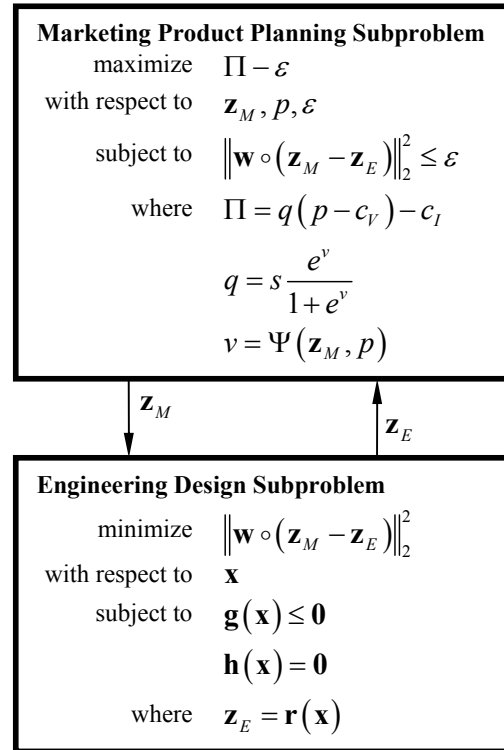 Marketing Product Planning Subproblem
maximize Π − ε
with respect to z_M, p, ε
subject to ‖w ∘ (z_M − z_E)‖₂² ≤ ε
where Π = q(p − c_V) − c_I
q = s e^v / (1 + e^v)
v = Ψ(z_M, p)
z_M
z_E
Engineering Design Subproblem
minimize ‖w ∘ (z_M − z_E)‖₂²
with respect to x
subject to g(x) ≤ 0
h(x) = 0
where z_E = r(x)